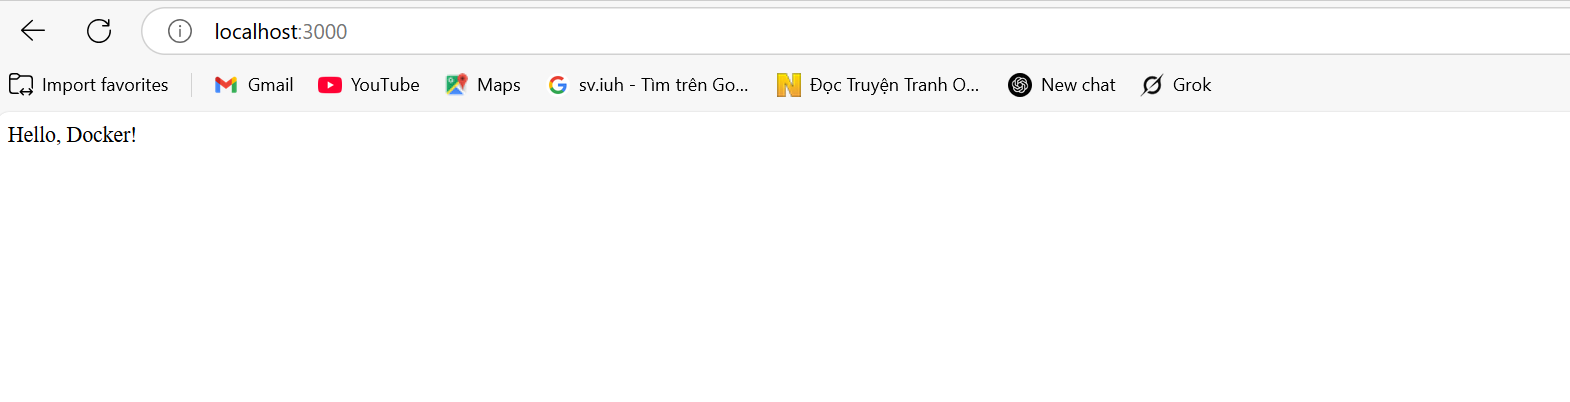 localhost:3000
Import favorites Gmail YouTube Maps sv.iuh - Tìm trên Go... Đọc Truyện Tranh O... New chat Grok
Hello, Docker!